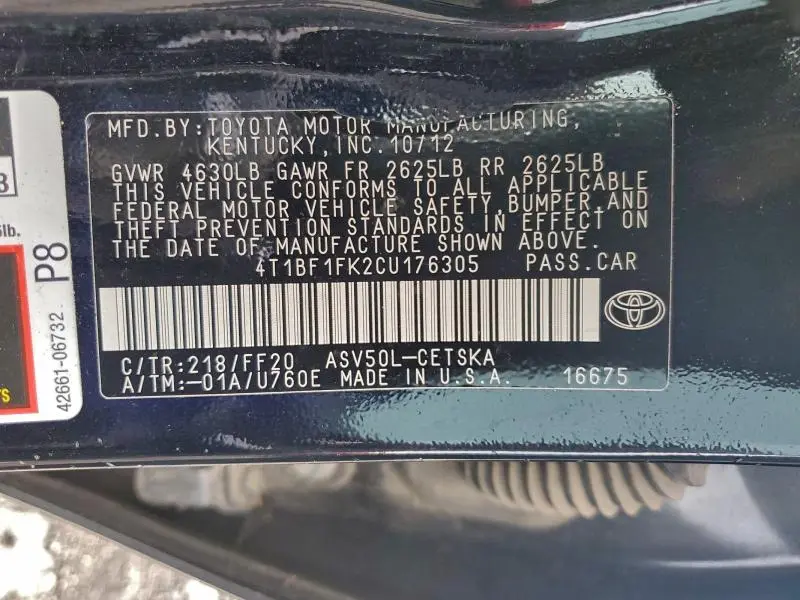 MFD.BY:TOYOTA MOTOR MANUFACTURING,
KENTUCKY, INC. 10/12
GVWR 4630LB GAWR FR 2625LB RR 2625LB
THIS VEHICLE CONFORMS TO ALL APPLICABLE
FEDERAL MOTOR VEHICLE SAFETY, BUMPER, AND
THEFT PREVENTION STANDARDS IN EFFECT ON
THE DATE OF MANUFACTURE SHOWN ABOVE.
4T1BF1FK2CU176305 PASS.CAR
C/TR:218/FF20 ASV50L-CETSKA
A/TM:-01A/U760E MADE IN U.S.A. 16675
lb.
P8
42661-06732